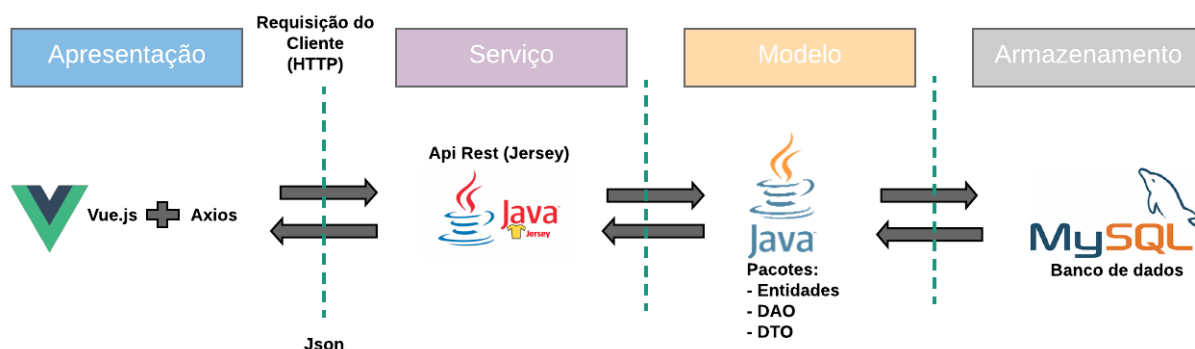 Apresentação
Requisição do
Cliente
(HTTP)
Serviço
Modelo
Armazenamento
Vue.js
Axios
Json
Api Rest (Jersey)
Java
Jersey
Java
Pacotes:
- Entidades
- DAO
- DTO
MySQL
Banco de dados